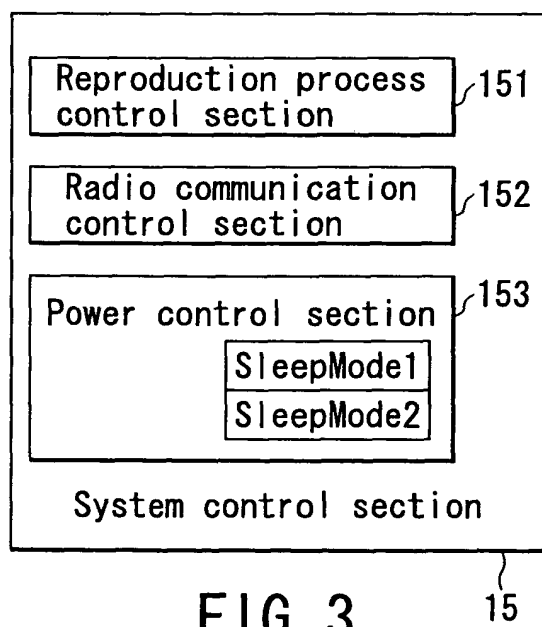 Reproduction process
control section
151
Radio communication
control section
152
153
Power control section
SleepMode1
SleepMode2
System control section
15
FIG. 3